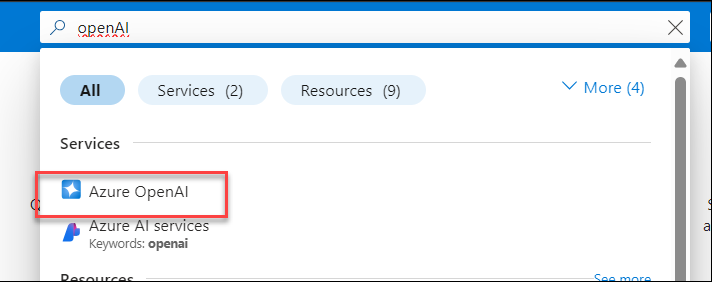 openAI
All
Services (2)
Resources (9)
More (4)
Services
Azure OpenAI
Azure AI services
Keywords: openai
Resources
See more